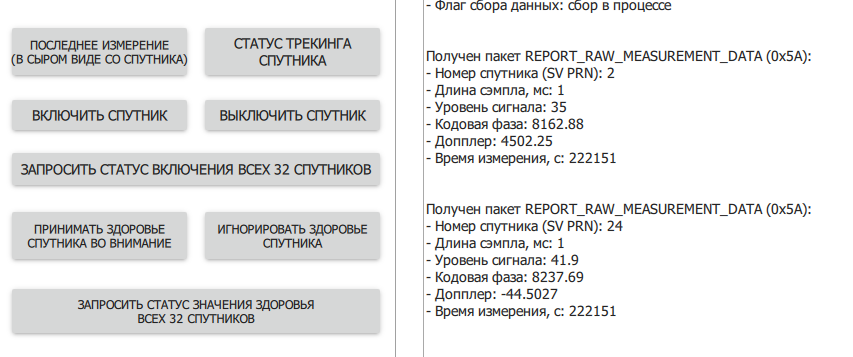 ПОСЛЕДНЕЕ ИЗМЕРЕНИЕ
(В СЫРОМ ВИДЕ СО СПУТНИКА)
СТАТУС ТРЕКИНГА
СПУТНИКА
ВКЛЮЧИТЬ СПУТНИК
ВЫКЛЮЧИТЬ СПУТНИК
ЗАПРОСИТЬ СТАТУС ВКЛЮЧЕНИЯ ВСЕХ 32 СПУТНИКОВ
ПРИНИМАТЬ ЗДОРОВЬЕ
СПУТНИКА ВО ВНИМАНИЕ
ИГНОРИРОВАТЬ ЗДОРОВЬЕ
СПУТНИКА
ЗАПРОСИТЬ СТАТУС ЗНАЧЕНИЯ ЗДОРОВЬЯ
ВСЕХ 32 СПУТНИКОВ
- Флаг сбора данных: сбор в процессе
Получен пакет REPORT_RAW_MEASUREMENT_DATA (0x5A):
- Номер спутника (SV PRN): 2
- Длина сэмпла, мс: 1
- Уровень сигнала: 35
- Кодовая фаза: 8162.88
- Допплер: 4502.25
- Время измерения, с: 222151
Получен пакет REPORT_RAW_MEASUREMENT_DATA (0x5A):
- Номер спутника (SV PRN): 24
- Длина сэмпла, мс: 1
- Уровень сигнала: 41.9
- Кодовая фаза: 8237.69
- Допплер: -44.5027
- Время измерения, с: 222151